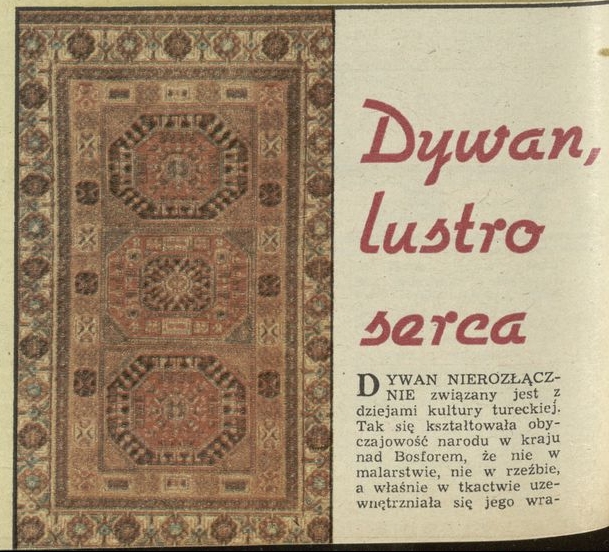 Dywan,
lustro
serca
DYWAN NIEROZŁĄCZ-
NIE związany jest z
dziejami kultury tureckiej.
Tak się kształtowała oby-
czajowość narodu w kraju
nad Bosforem, że nie w
malarstwie, nie w rzeźbie,
a właśnie w tkactwie uze-
wnętrzniała się jego wra-